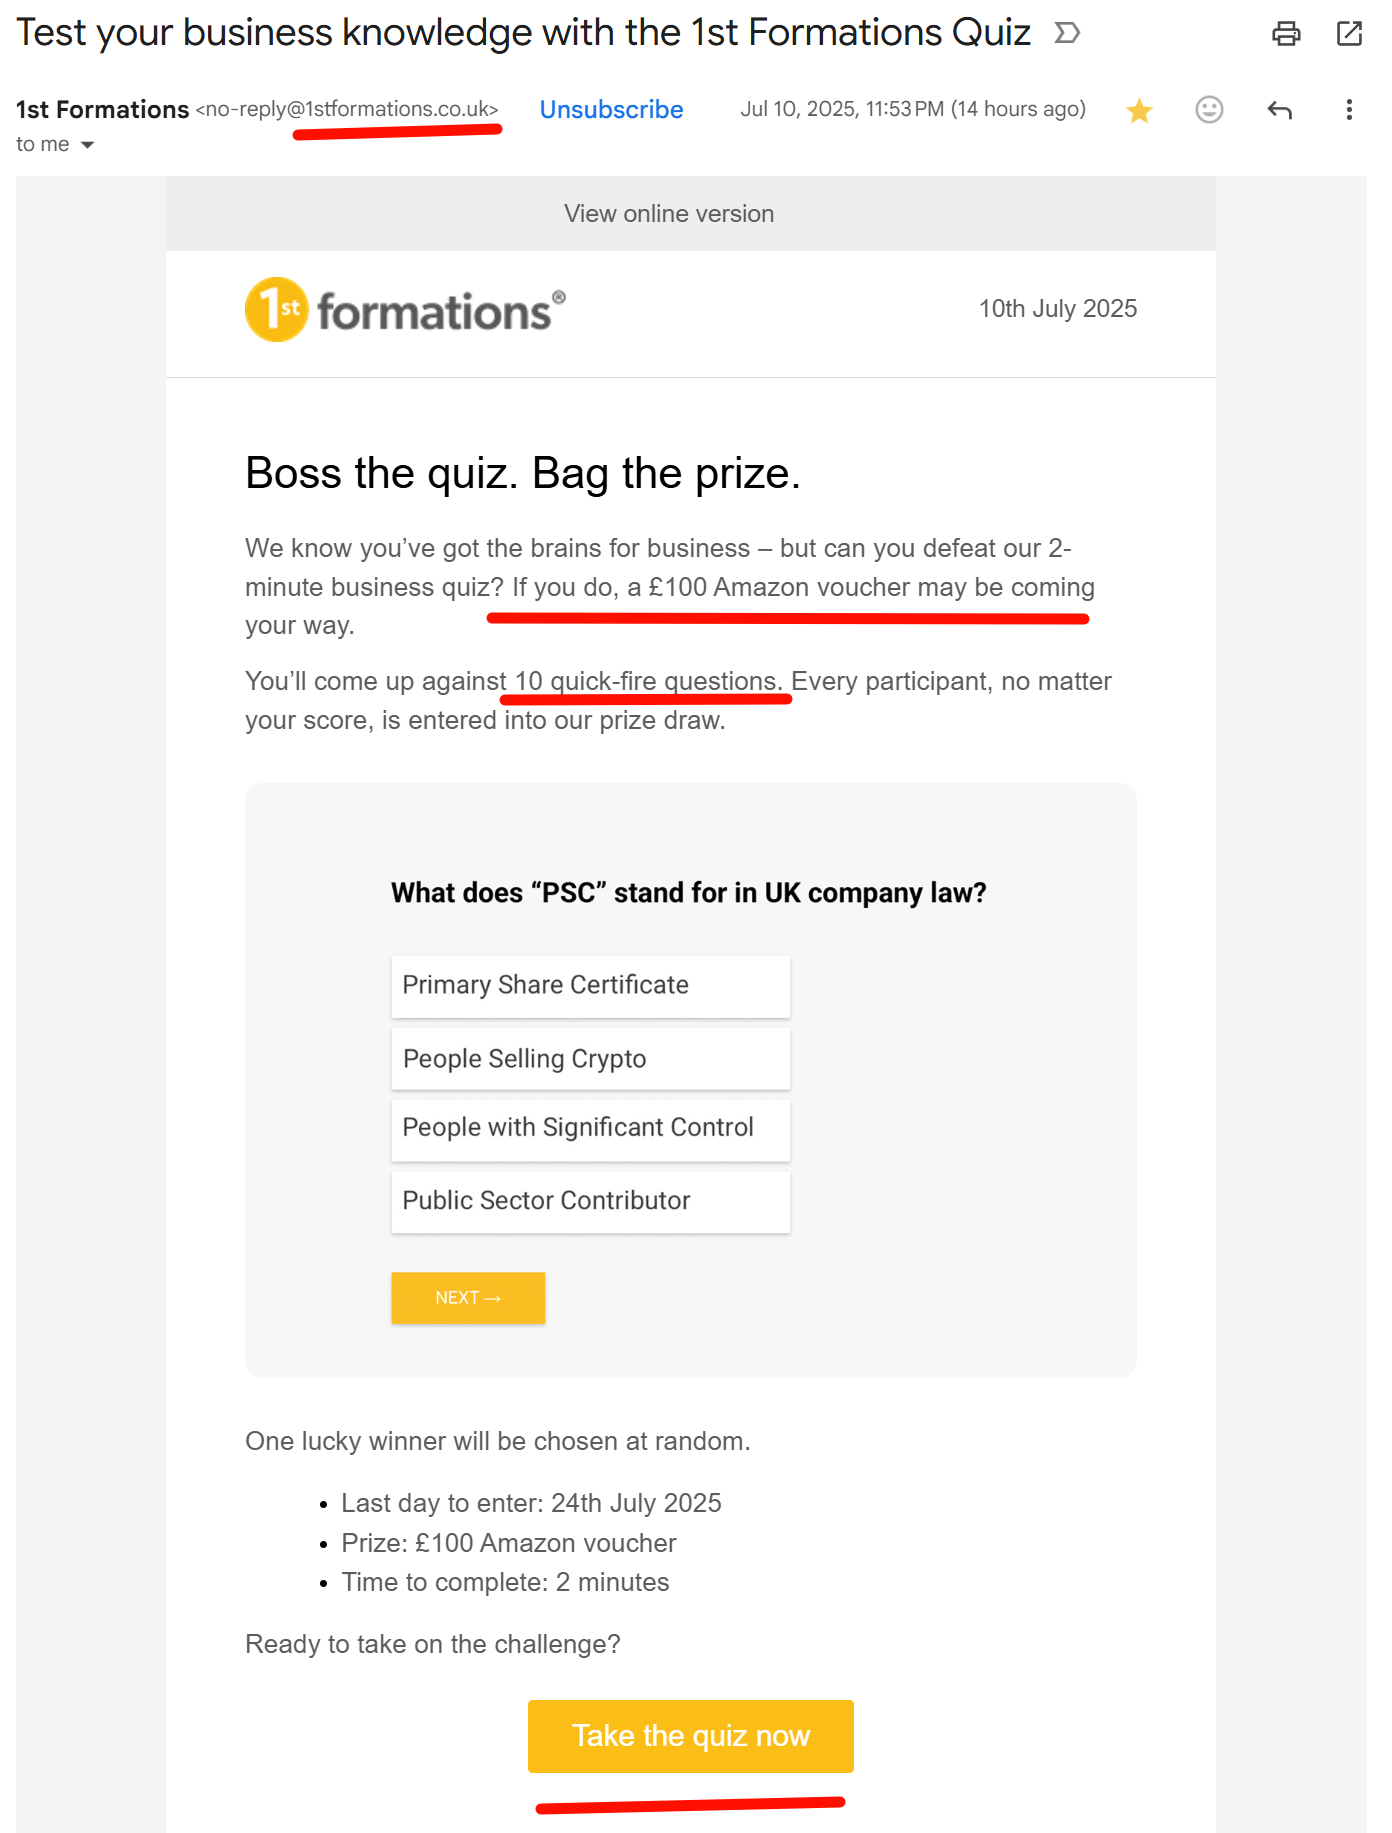 Test your business knowledge with the 1st Formations Quiz
1st Formations <no-reply@1stformations.co.uk> Unsubscribe Jul 10, 2025, 11:53 PM (14 hours ago)
to me
View online version
1st formations® 10th July 2025
Boss the quiz. Bag the prize.
We know you’ve got the brains for business – but can you defeat our 2-
minute business quiz? If you do, a £100 Amazon voucher may be coming
your way.
You’ll come up against 10 quick-fire questions. Every participant, no matter
your score, is entered into our prize draw.
What does “PSC” stand for in UK company law?
Primary Share Certificate
People Selling Crypto
People with Significant Control
Public Sector Contributor
NEXT →
One lucky winner will be chosen at random.
• Last day to enter: 24th July 2025
• Prize: £100 Amazon voucher
• Time to complete: 2 minutes
Ready to take on the challenge?
Take the quiz now